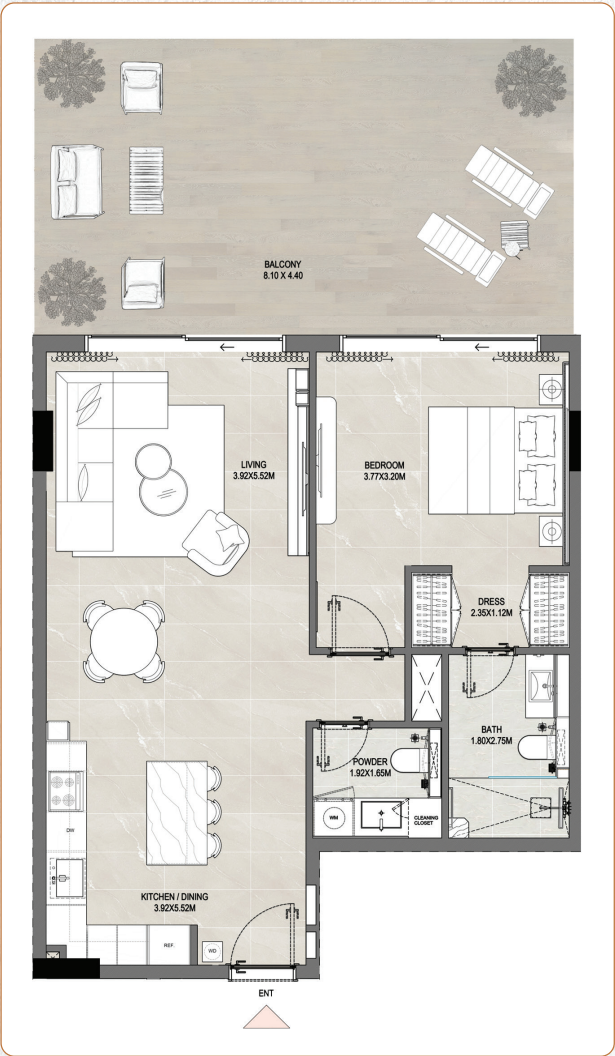 BALCONY
8.10 X 4.40
LIVING
3.92X5.52M
BEDROOM
3.77X3.20M
DRESS
2.35X1.12M
BATH
1.80X2.75M
POWDER
1.92X1.65M
WM
CLEANING
CLOSET
DW
KITCHEN / DINING
3.92X5.52M
REF.
WD
ENT